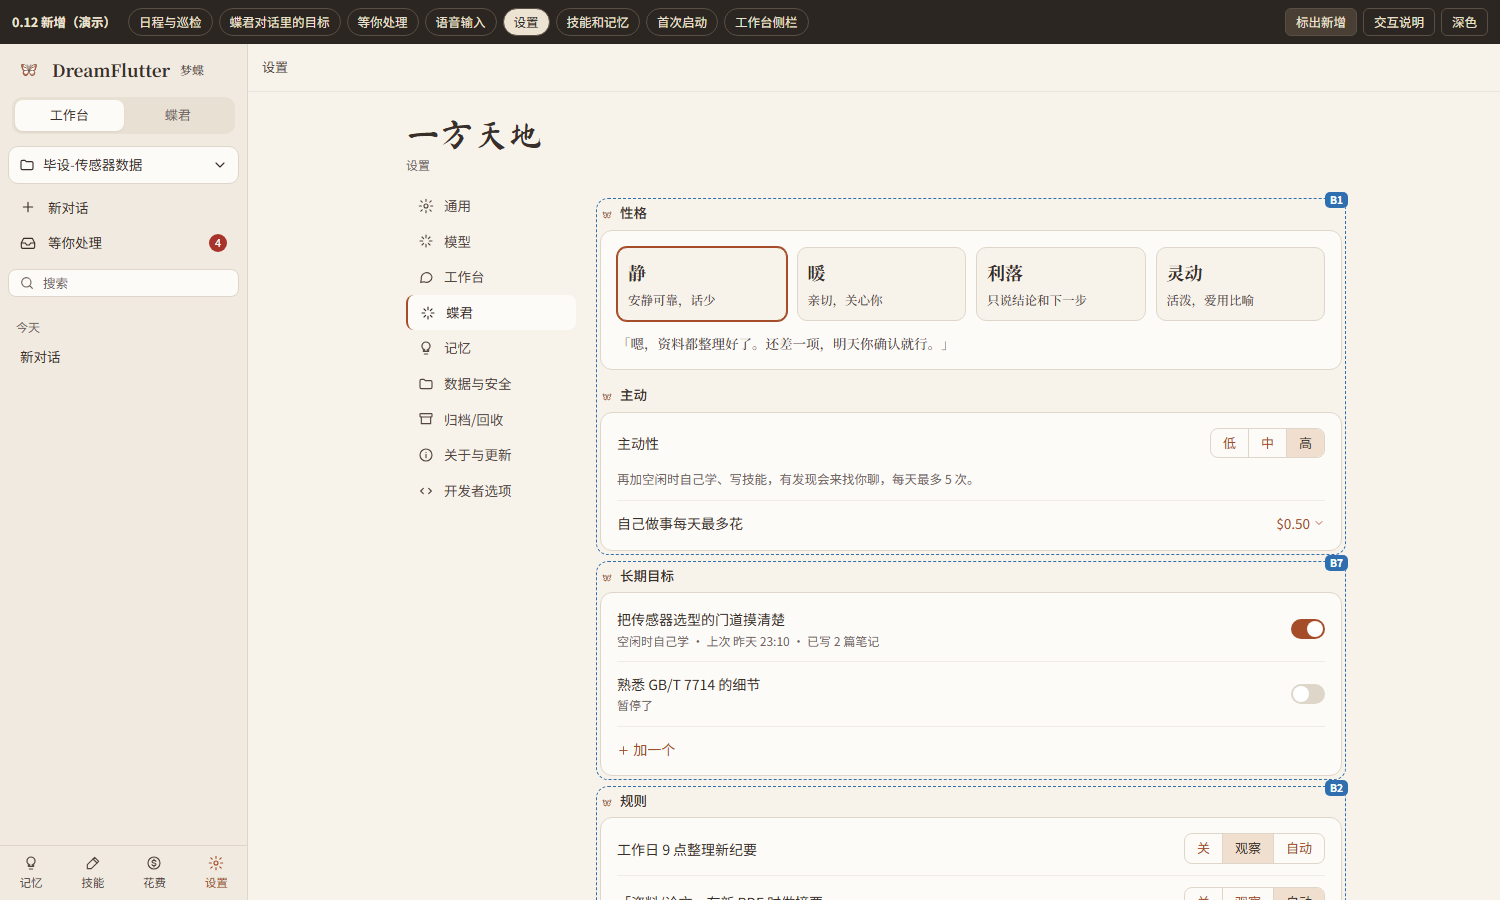 0.12 新增（演示） 日程与巡检 蝶君对话里的目标 等你处理 语音输入 设置 技能和记忆 首次启动 工作台侧栏 标出新增 交互说明 深色
DreamFlutter 梦蝶
工作台 蝶君
毕设-传感器数据
新对话
等你处理 4
搜索
今天
新对话
记忆 技能 花费 设置
设置
一方天地
设置
通用
模型
工作台
蝶君
记忆
数据与安全
归档/回收
关于与更新
开发者选项
B1
性格
静
安静可靠，话少
暖
亲切，关心你
利落
只说结论和下一步
灵动
活泼，爱用比喻
「嗯，资料都整理好了。还差一项，明天你确认就行。」
主动
主动性 低 中 高
再加空闲时自己学、写技能，有发现会来找你聊，每天最多 5 次。
自己做事每天最多花 $0.50
B7
长期目标
把传感器选型的门道摸清楚
空闲时自己学 · 上次 昨天 23:10 · 已写 2 篇笔记
熟悉 GB/T 7714 的细节
暂停了
+ 加一个
B2
规则
工作日 9 点整理新纪要 关 观察 自动